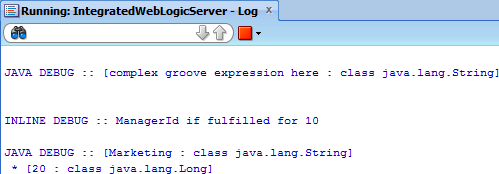 Running: IntegratedWebLogicServer - Log
JAVA DEBUG :: [complex groove expression here : class java.lang.String]
INLINE DEBUG :: ManagerId if fulfilled for 10
JAVA DEBUG :: [Marketing : class java.lang.String]
* [20 : class java.lang.Long]